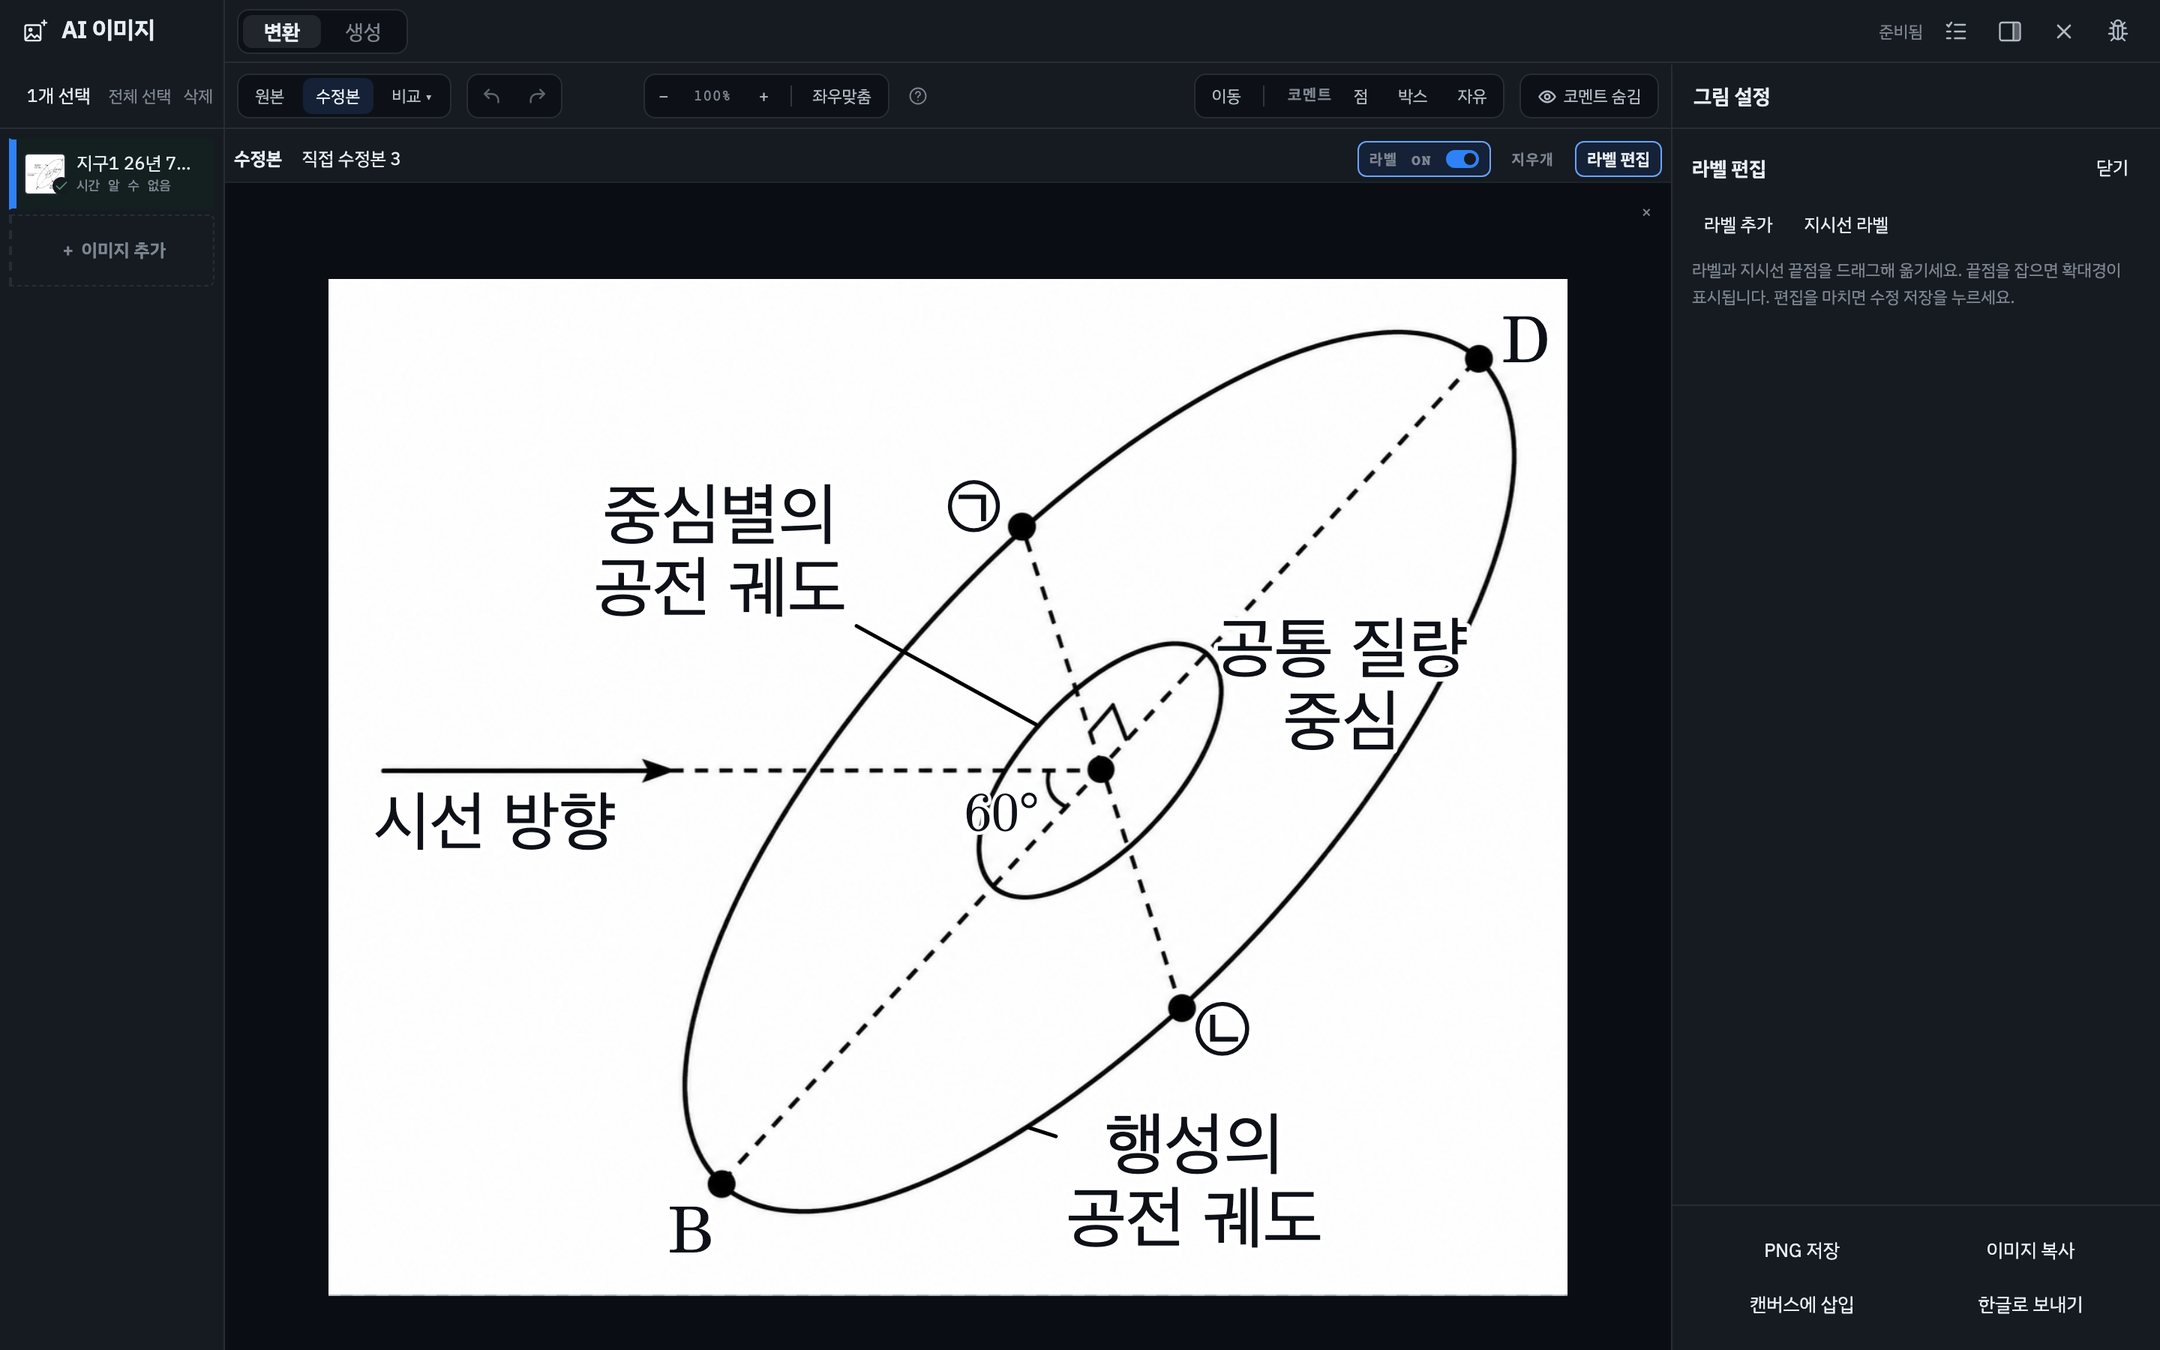 AI 이미지
변환 생성
준비됨
1개 선택 전체 선택 삭제
원본 수정본 비교 ▾
− 100% + 좌우맞춤 ?
이동 코멘트 점 박스 자유
코멘트 숨김
그림 설정
지구1 26년 7...
시간 알 수 없음
+ 이미지 추가
수정본 직접 수정본 3
라벨 ON 지우개 라벨 편집
×
D
㉠
중심별의
공전 궤도
공통 질량
중심
시선 방향
60°
㉡
행성의
공전 궤도
B
라벨 편집 닫기
라벨 추가 지시선 라벨
라벨과 지시선 끝점을 드래그해 옮기세요. 끝점을 잡으면 확대경이
표시됩니다. 편집을 마치면 수정 저장을 누르세요.
PNG 저장 이미지 복사
캔버스에 삽입 한글로 보내기